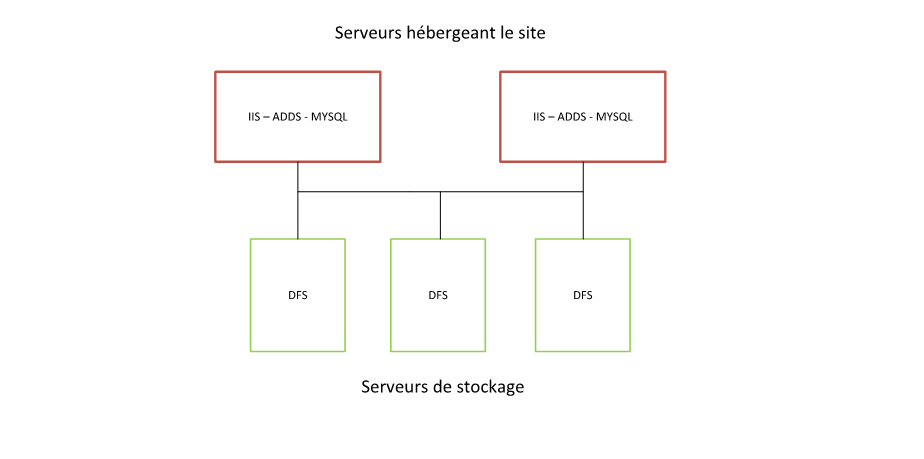 Serveurs hébergeant le site
IIS – ADDS - MYSQL
IIS – ADDS - MYSQL
DFS
DFS
DFS
Serveurs de stockage